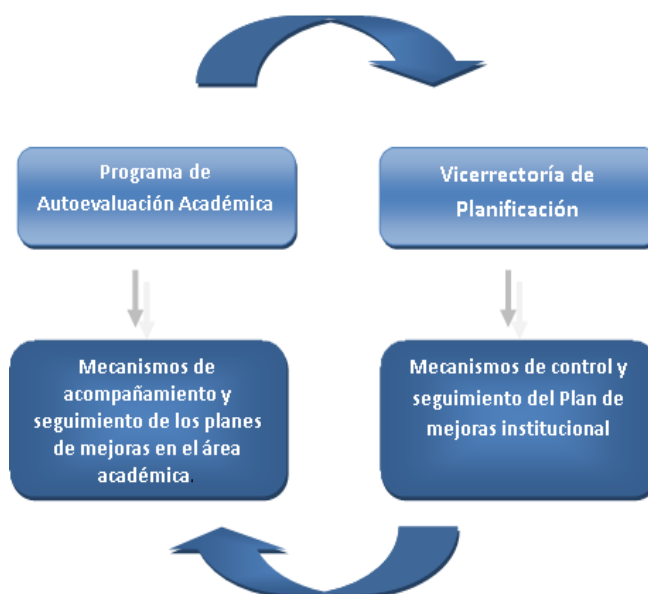 Programa de
Autoevaluación Académica
Vicerrectoría de
Planificación
Mecanismos de
acompañamiento y
seguimiento de los planes
de mejoras en el área
académica.
Mecanismos de control y
seguimiento del Plan de
mejoras institucional